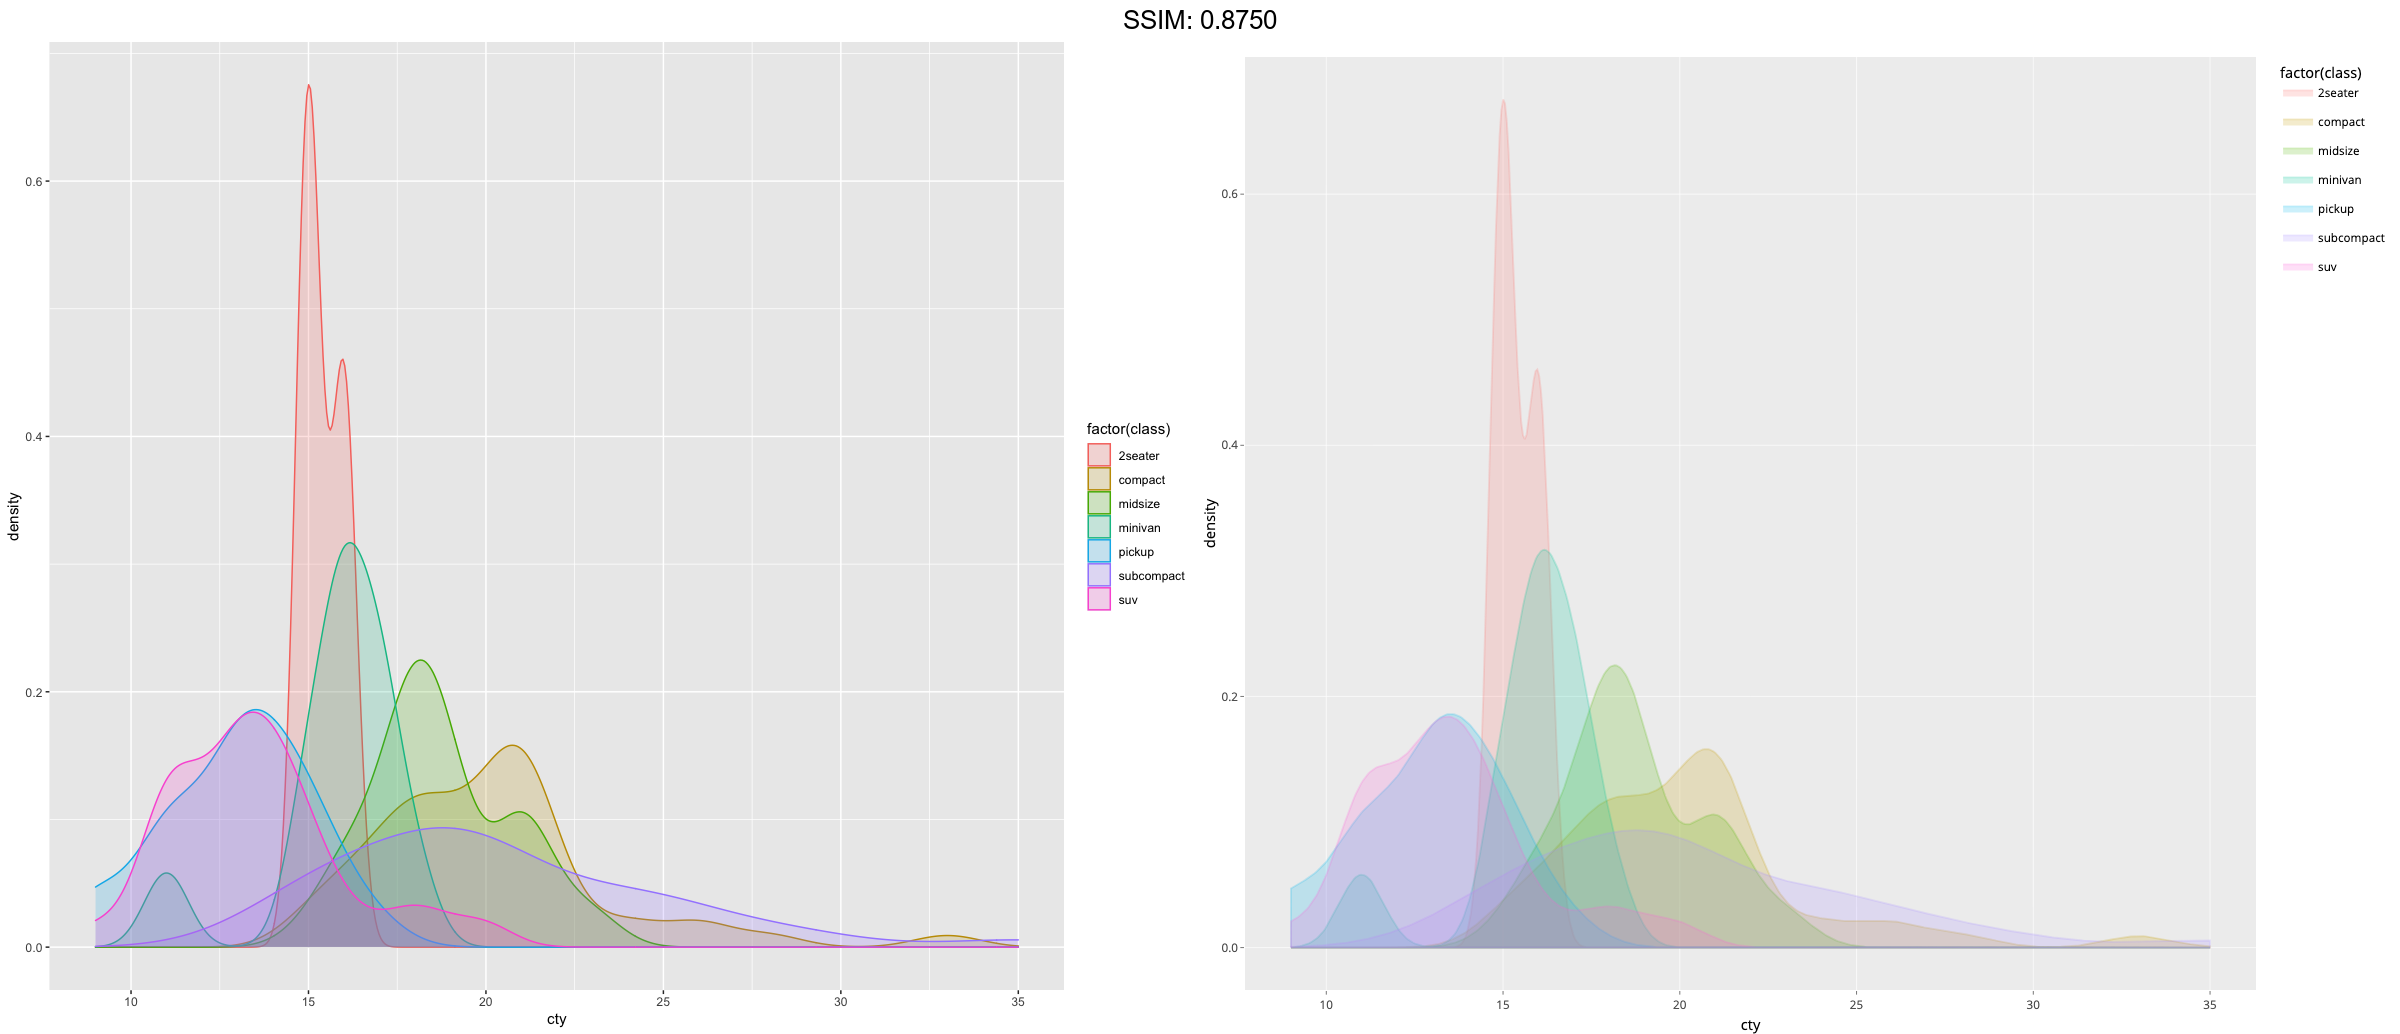 SSIM: 0.8750
0.6
0.4
0.2
0.0
density
10 15 20 25 30 35
cty
factor(class)
2seater
compact
midsize
minivan
pickup
subcompact
suv
0.6
0.4
0.2
0.0
density
10 15 20 25 30 35
cty
factor(class)
2seater
compact
midsize
minivan
pickup
subcompact
suv